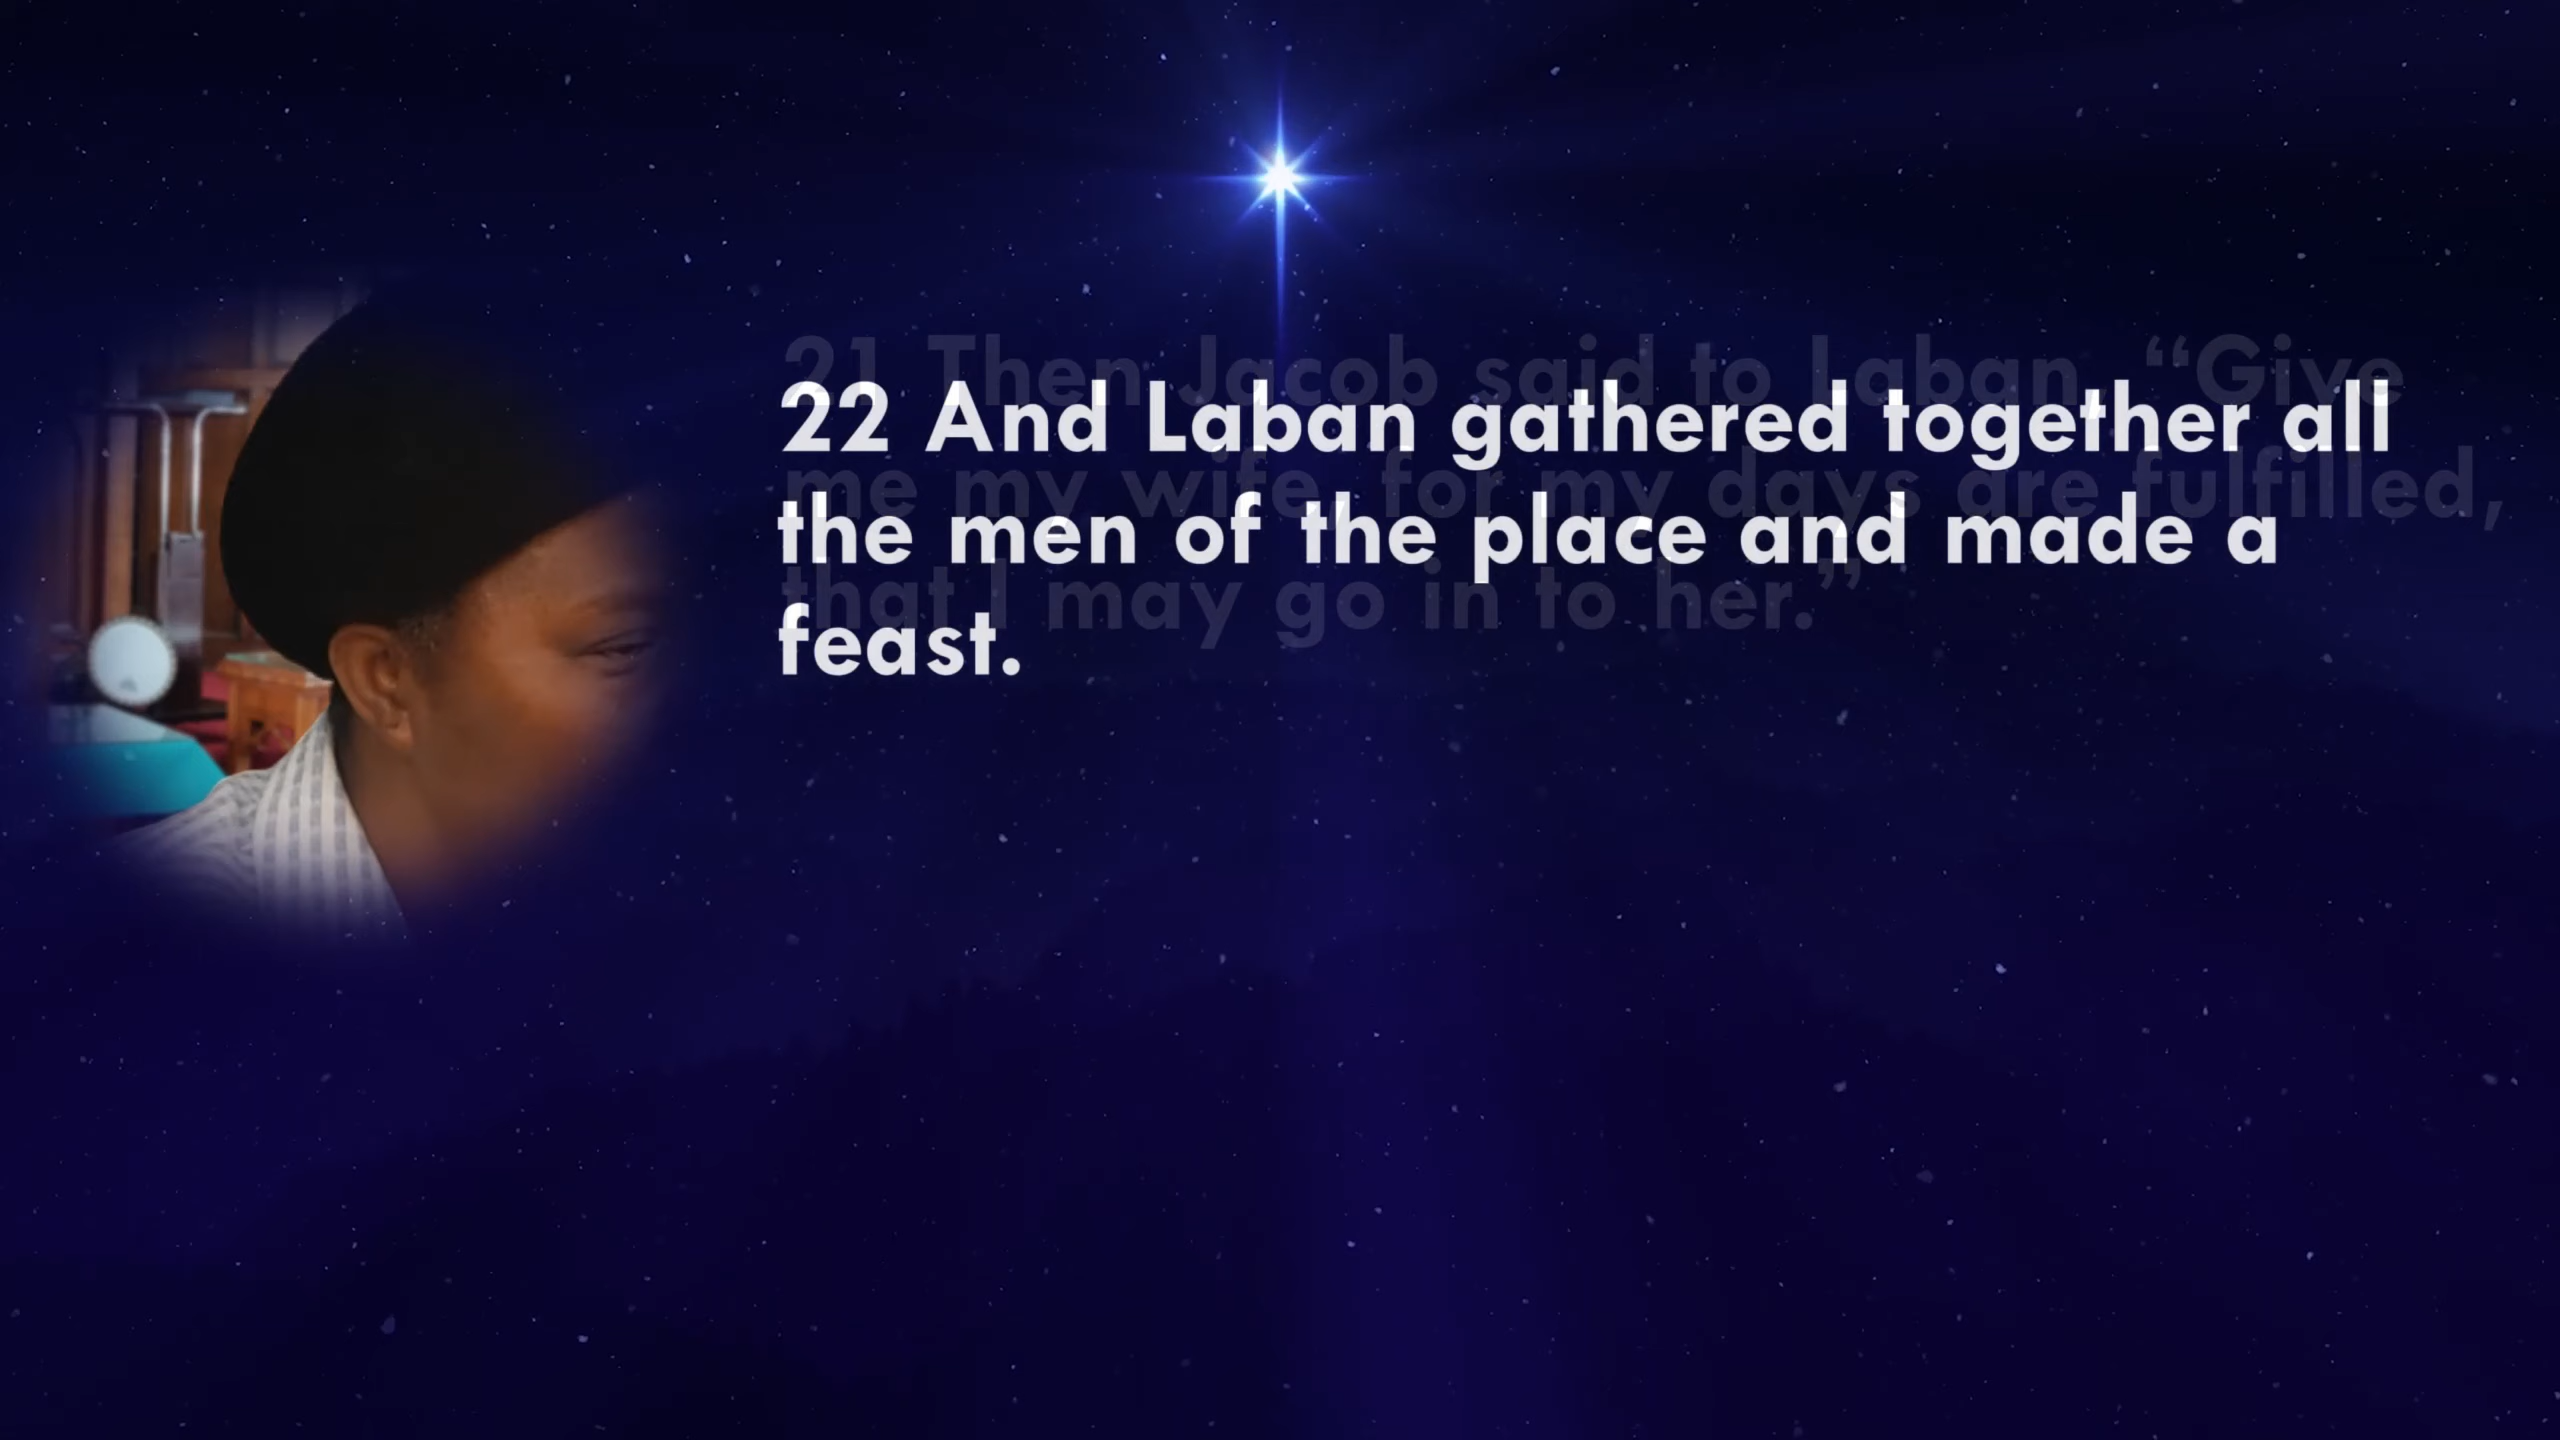 21 Then Jacob said to Laban, “Give
me my wife, for my days are fulfilled,
that I may go in to her.”
22 And Laban gathered together all
the men of the place and made a
feast.